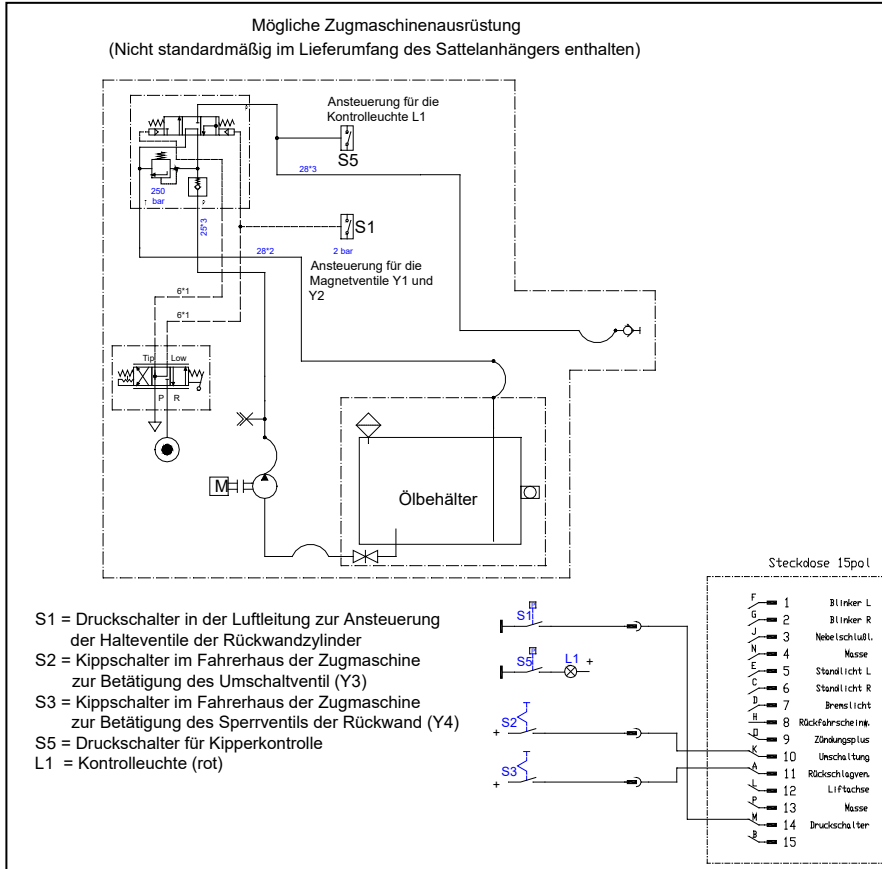 Mögliche Zugmaschinenausrüstung
(Nicht standardmäßig im Lieferumfang des Sattelanhängers enthalten)
Ansteuerung für die
Kontrolleuchte L1
S5
28*3
250
bar
25*3
S1
28*2
2 bar
Ansteuerung für die
Magnetventile Y1 und
Y2
6*1
6*1
Tip Low
P R
M
Ölbehälter
S1 = Druckschalter in der Luftleitung zur Ansteuerung
der Halteventile der Rückwandzylinder
S2 = Kippschalter im Fahrerhaus der Zugmaschine
zur Betätigung des Umschaltventil (Y3)
S3 = Kippschalter im Fahrerhaus der Zugmaschine
zur Betätigung des Sperrventils der Rückwand (Y4)
S5 = Druckschalter für Kipperkontrolle
L1 = Kontrolleuchte (rot)
S1
S5 L1 +
S2
+
S3
+
Steckdose 15pol
F 1 Blinker L
G 2 Blinker R
J 3 Nebelschlußl.
N 4 Masse
E 5 Standlicht L
C 6 Standlicht R
D 7 Bremslicht
H 8 Rückfahrscheinw.
9 Zündungsplus
K 10 Umschaltung
A 11 Rückschlagven.
L 12 Liftachse
P 13 Masse
M 14 Druckschalter
B 15